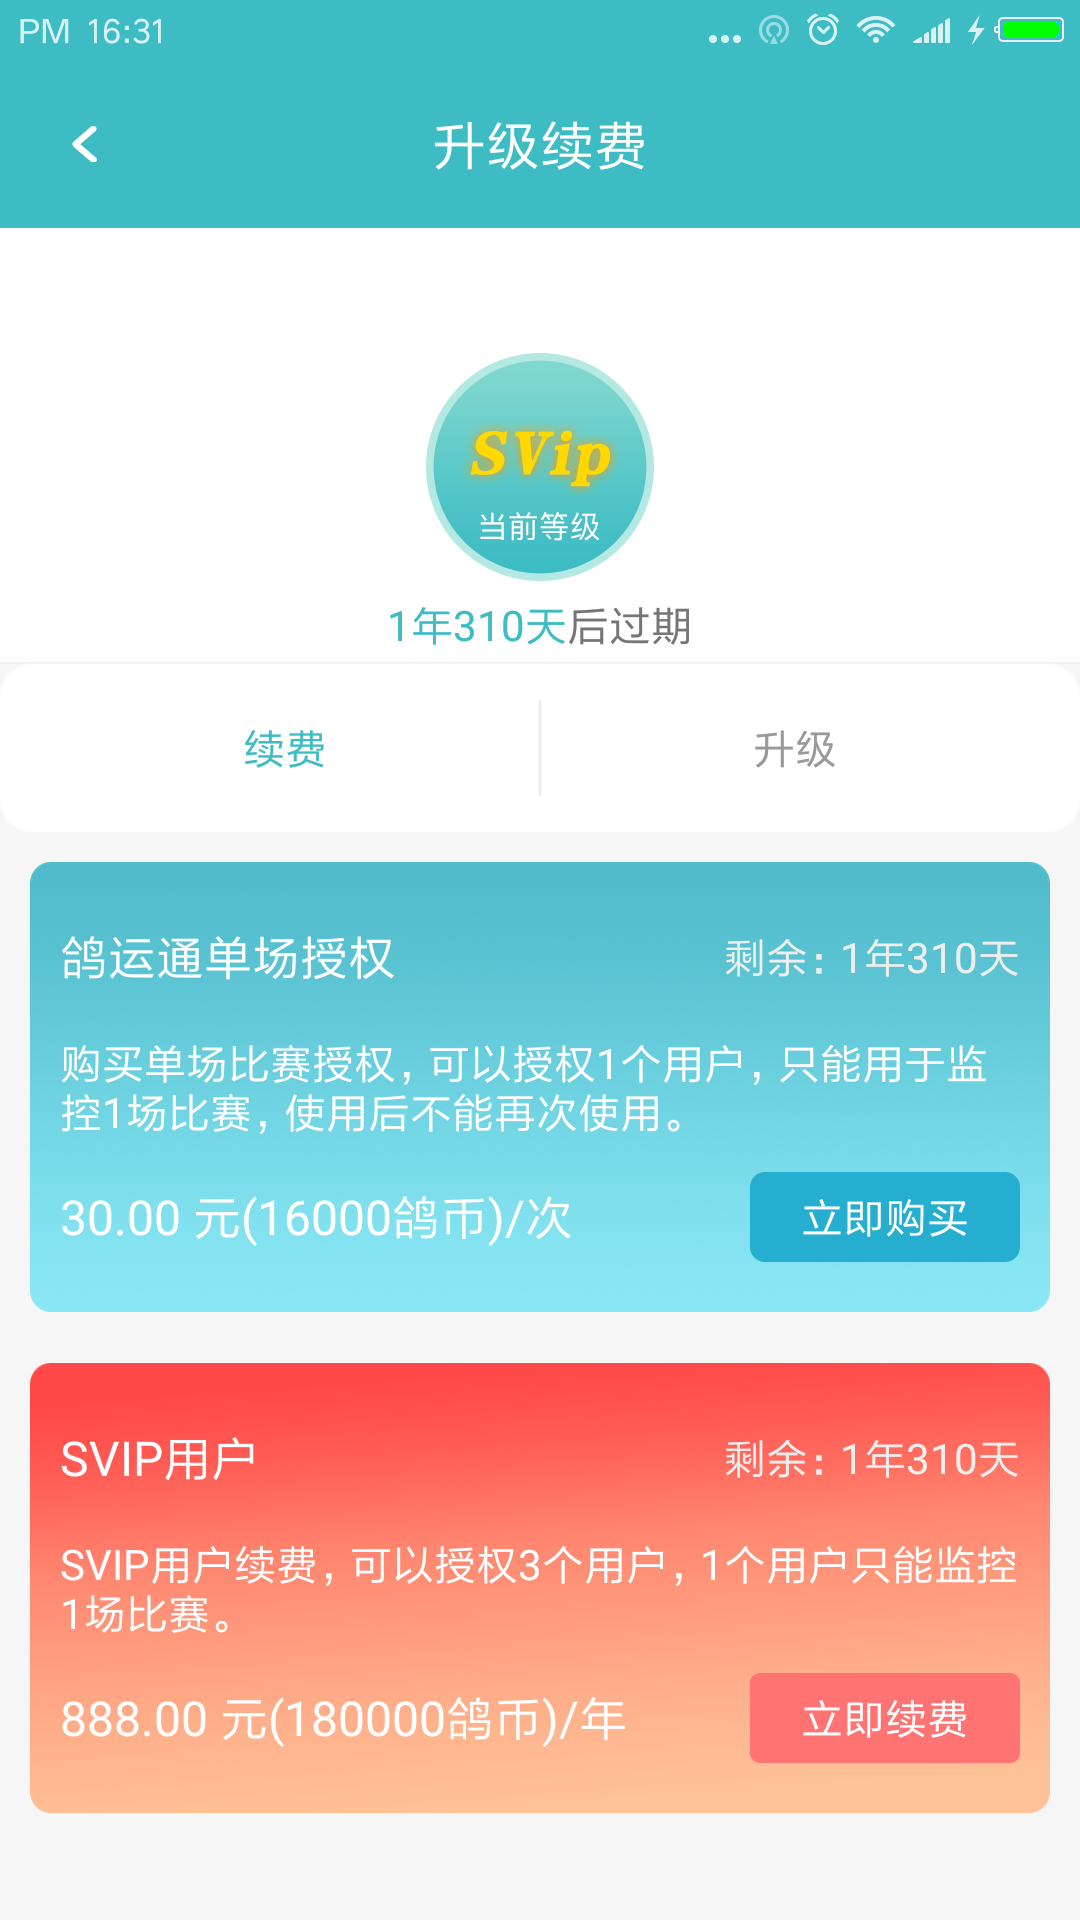 PM 16:31
升级续费
SVip
当前等级
1年310天后过期
续费
升级
鸽运通单场授权
剩余: 1年310天
购买单场比赛授权, 可以授权1个用户, 只能用于监
控1场比赛, 使用后不能再次使用。
30.00 元(16000鸽币)/次
立即购买
SVIP用户
剩余: 1年310天
SVIP用户续费, 可以授权3个用户, 1个用户只能监控
1场比赛。
888.00 元(180000鸽币)/年
立即续费